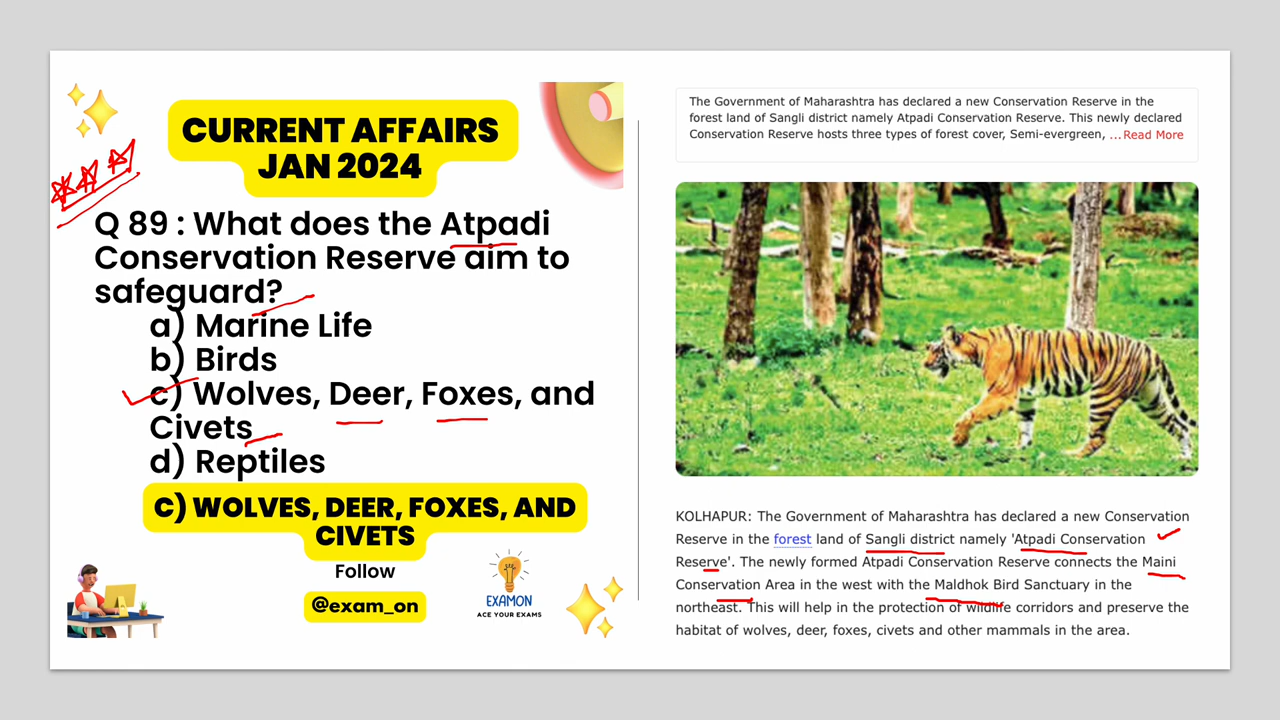 CURRENT AFFAIRS
JAN 2024
Q 89 : What does the Atpadi
Conservation Reserve aim to
safeguard?
a) Marine Life
b) Birds
c) Wolves, Deer, Foxes, and
Civets
d) Reptiles
C) WOLVES, DEER, FOXES, AND
CIVETS
Follow
@exam_on
EXAMON
ACE YOUR EXAMS
The Government of Maharashtra has declared a new Conservation Reserve in the
forest land of Sangli district namely Atpadi Conservation Reserve. This newly declared
Conservation Reserve hosts three types of forest cover, Semi-evergreen, ...Read More
KOLHAPUR: The Government of Maharashtra has declared a new Conservation
Reserve in the forest land of Sangli district namely 'Atpadi Conservation
Reserve'. The newly formed Atpadi Conservation Reserve connects the Maini
Conservation Area in the west with the Maldhok Bird Sanctuary in the
northeast. This will help in the protection of wildlife corridors and preserve the
habitat of wolves, deer, foxes, civets and other mammals in the area.